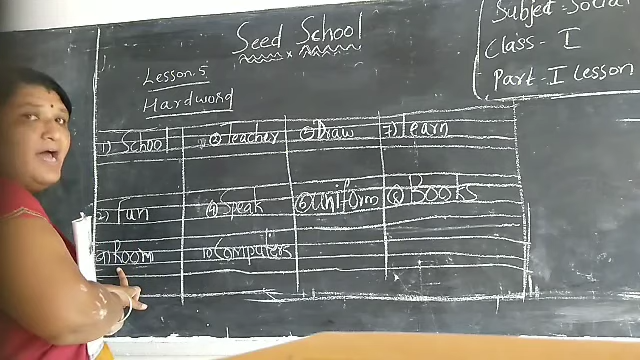 Seed School
Subject - Social
Class - I
Part - I Lesson
Lesson 5
Hardword
1) School 3) Teacher 5) Draw 7) Learn
2) Fun 4) Speak 6) Uniform 8) Books
9) Room 10 Computers